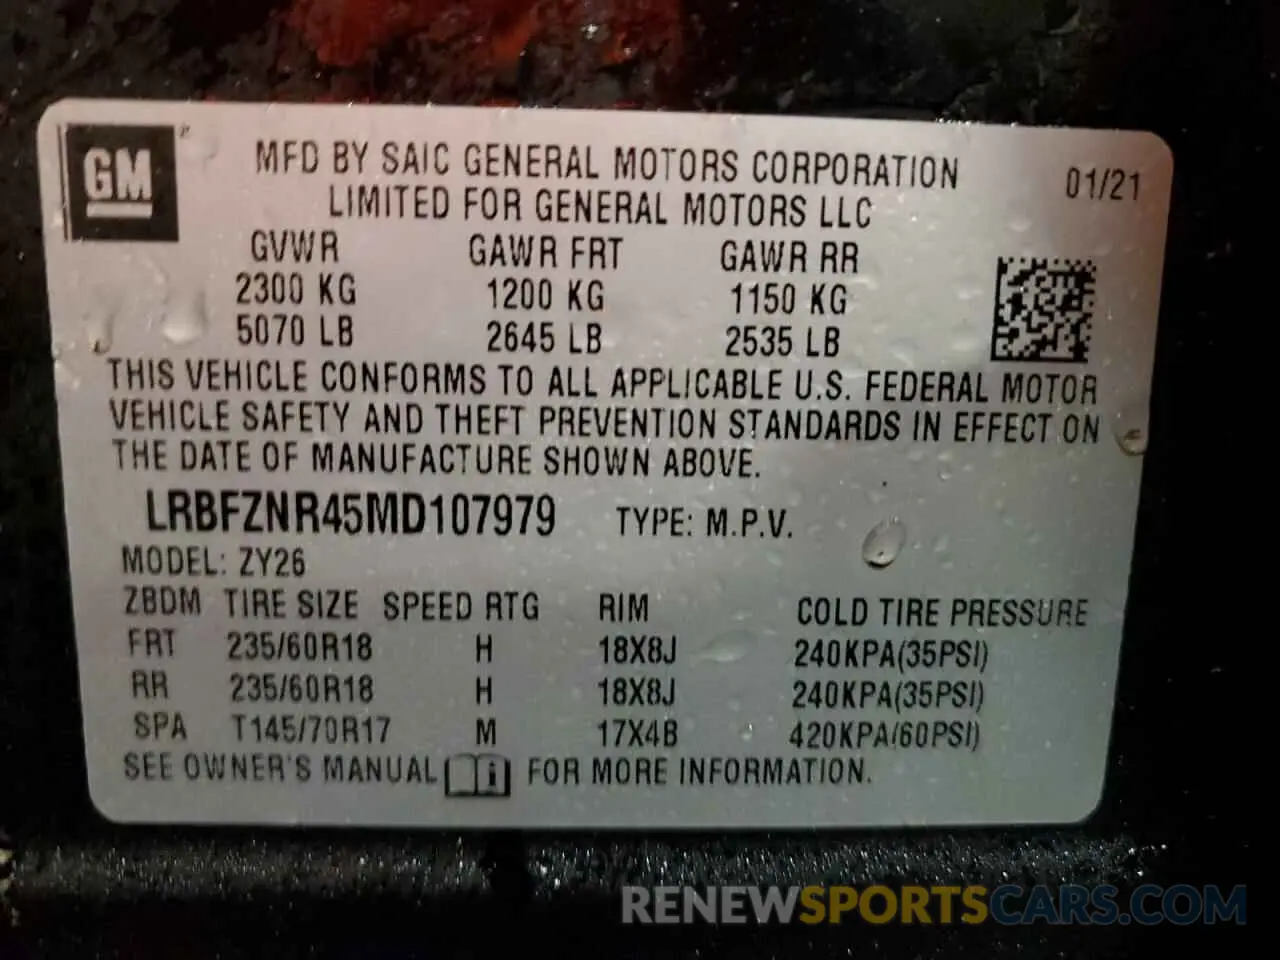 GM
MFD BY SAIC GENERAL MOTORS CORPORATION
LIMITED FOR GENERAL MOTORS LLC
01/21
GVWR GAWR FRT GAWR RR
2300 KG 1200 KG 1150 KG
5070 LB 2645 LB 2535 LB
THIS VEHICLE CONFORMS TO ALL APPLICABLE U.S. FEDERAL MOTOR
VEHICLE SAFETY AND THEFT PREVENTION STANDARDS IN EFFECT ON
THE DATE OF MANUFACTURE SHOWN ABOVE.
LRBFZNR45MD107979 TYPE: M.P.V.
MODEL: ZY26
ZBDM TIRE SIZE SPEED RTG RIM COLD TIRE PRESSURE
FRT 235/60R18 H 18X8J 240KPA(35PSI)
RR 235/60R18 H 18X8J 240KPA(35PSI)
SPA T145/70R17 M 17X4B 420KPA(60PSI)
SEE OWNER'S MANUAL FOR MORE INFORMATION.
RENEWSPORTSCARS.COM